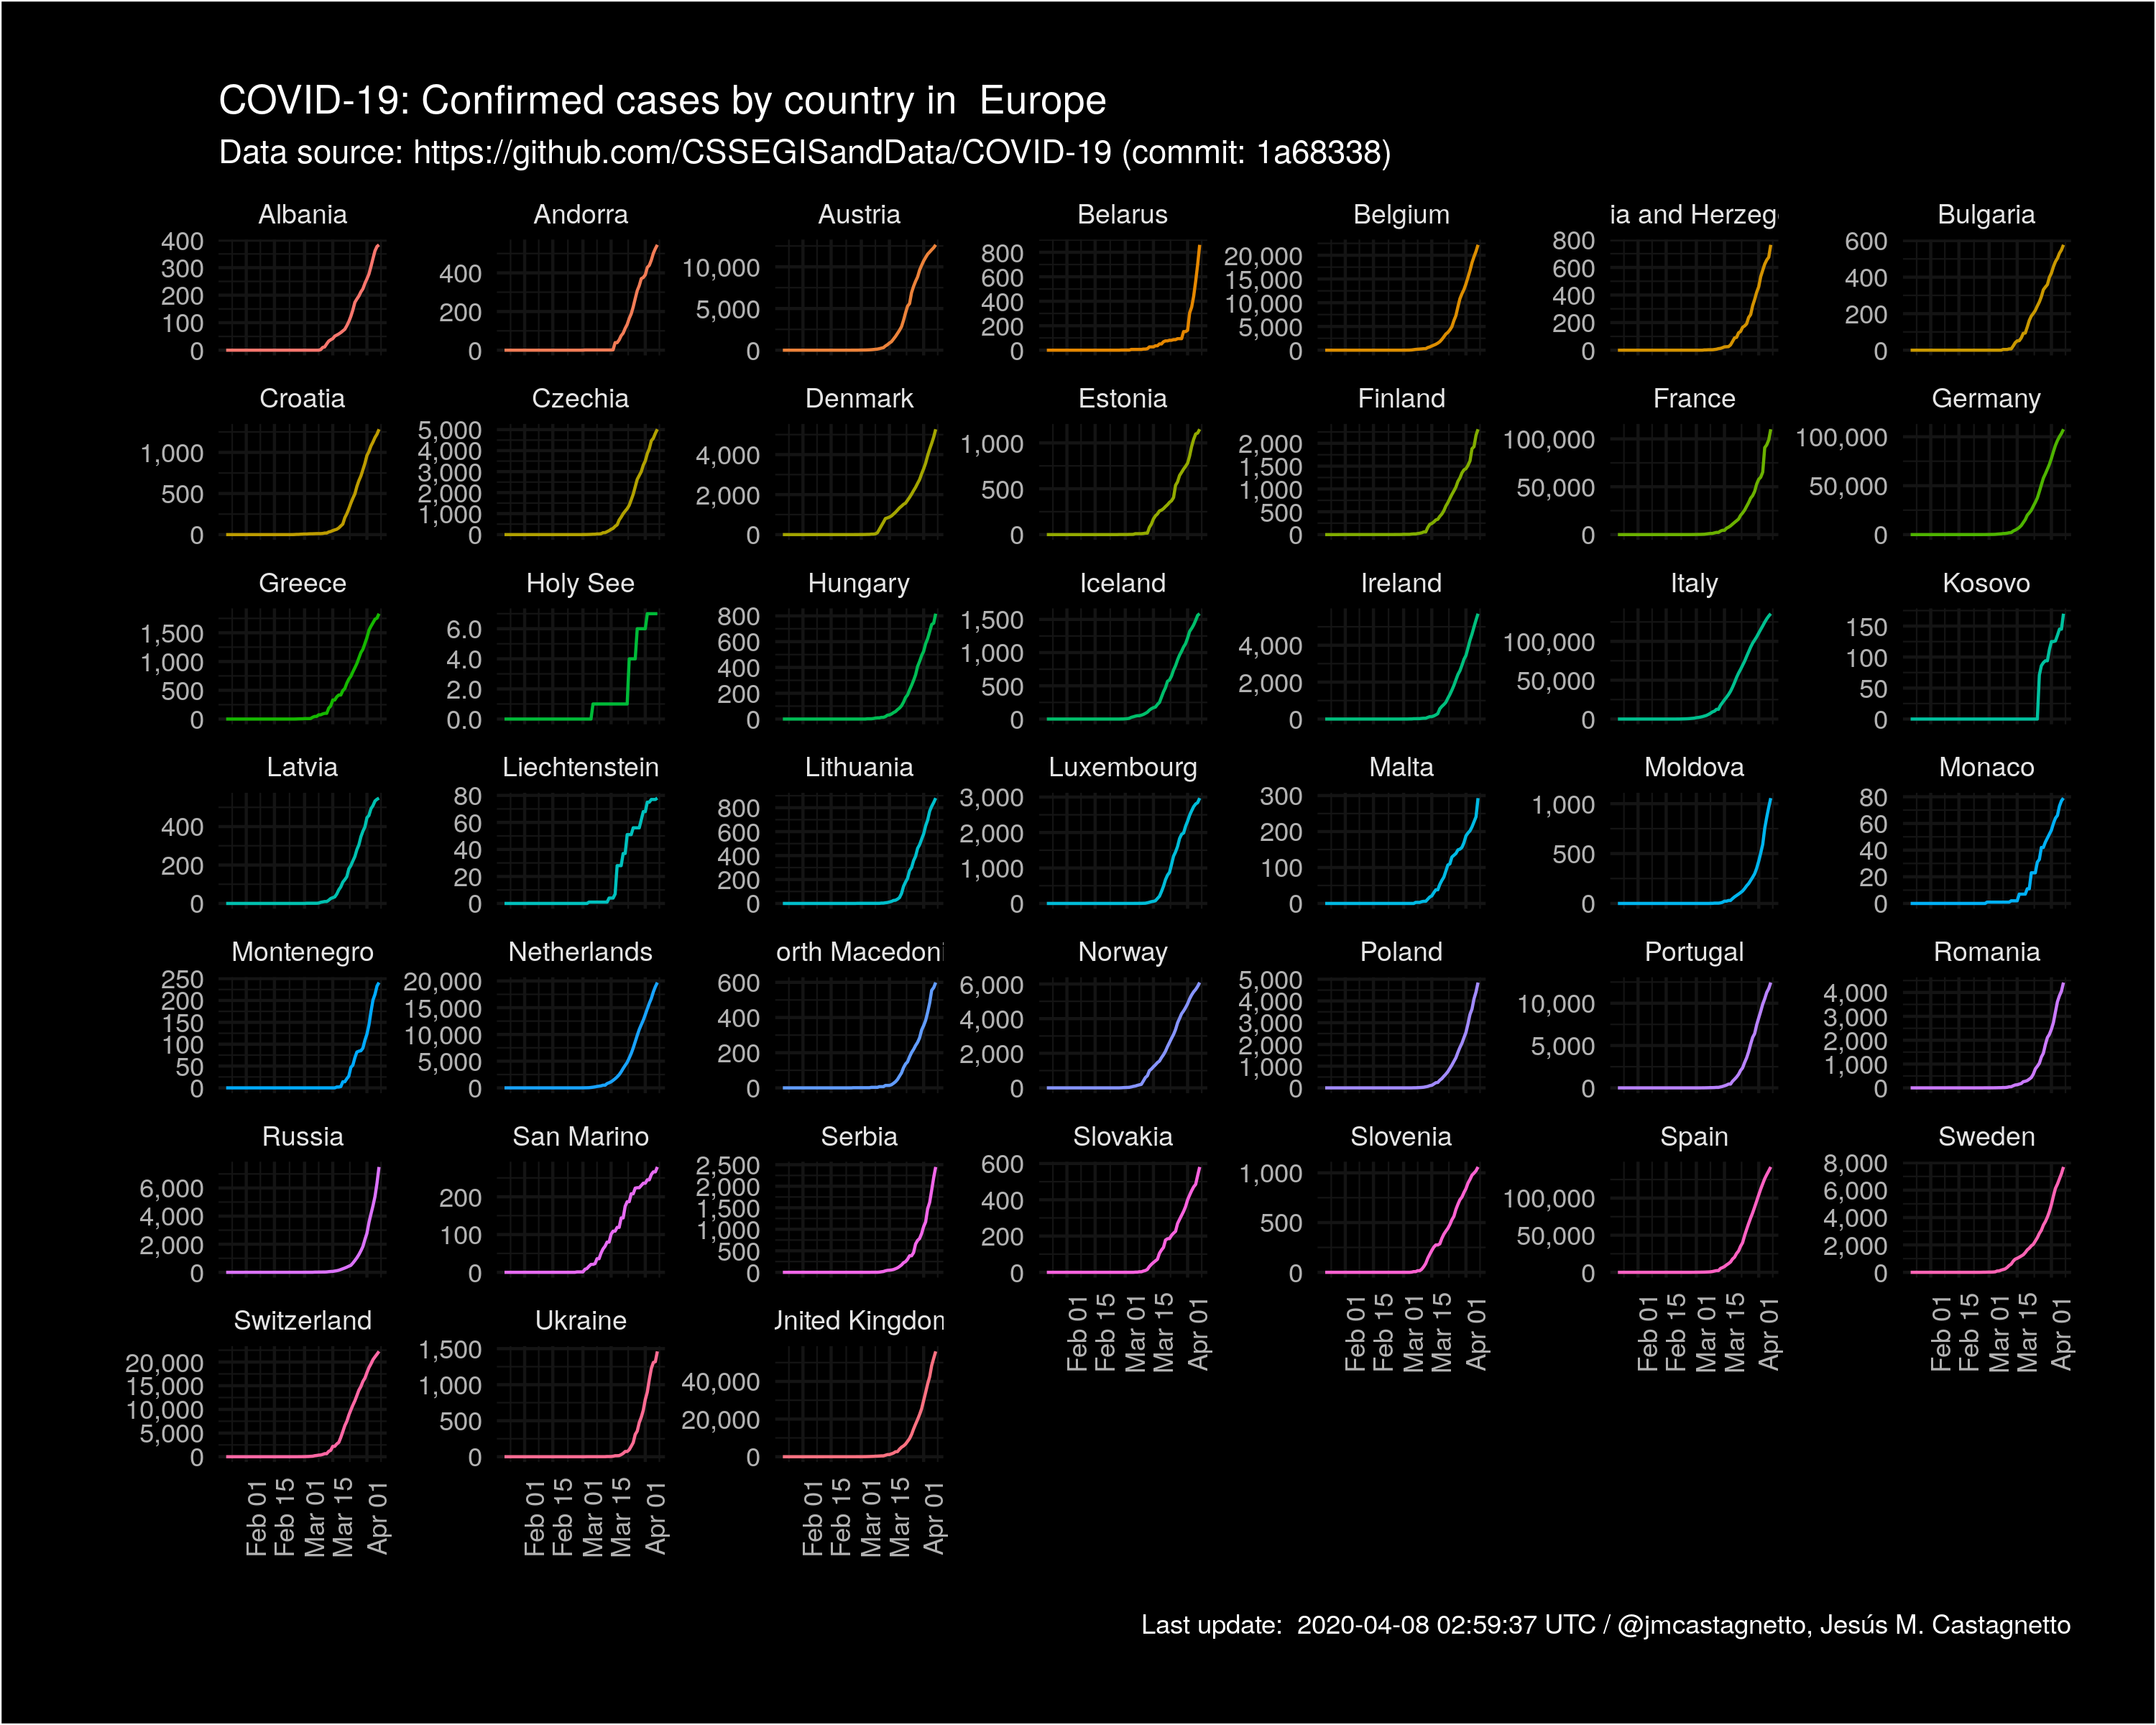 COVID-19: Confirmed cases by country in  Europe
Data source: https://github.com/CSSEGISandData/COVID-19 (commit: 1a68338)
Albania
400
300
200
100
0
Andorra
400
200
0
Austria
10,000
5,000
0
Belarus
800
600
400
200
0
Belgium
20,000
15,000
10,000
5,000
0
ia and Herzeg
800
600
400
200
0
Bulgaria
600
400
200
0
Croatia
1,000
500
0
Czechia
5,000
4,000
3,000
2,000
1,000
0
Denmark
4,000
2,000
0
Estonia
1,000
500
0
Finland
2,000
1,500
1,000
500
0
France
100,000
50,000
0
Germany
100,000
50,000
0
Greece
1,500
1,000
500
0
Holy See
6.0
4.0
2.0
0.0
Hungary
800
600
400
200
0
Iceland
1,500
1,000
500
0
Ireland
4,000
2,000
0
Italy
100,000
50,000
0
Kosovo
150
100
50
0
Latvia
400
200
0
Liechtenstein
80
60
40
20
0
Lithuania
800
600
400
200
0
Luxembourg
3,000
2,000
1,000
0
Malta
300
200
100
0
Moldova
1,000
500
0
Monaco
80
60
40
20
0
Montenegro
250
200
150
100
50
0
Netherlands
20,000
15,000
10,000
5,000
0
orth Macedoni
600
400
200
0
Norway
6,000
4,000
2,000
0
Poland
5,000
4,000
3,000
2,000
1,000
0
Portugal
10,000
5,000
0
Romania
4,000
3,000
2,000
1,000
0
Russia
6,000
4,000
2,000
0
San Marino
200
100
0
Serbia
2,500
2,000
1,500
1,000
500
0
Slovakia
600
400
200
0
Feb 01
Feb 15
Mar 01
Mar 15
Apr 01
Slovenia
1,000
500
0
Feb 01
Feb 15
Mar 01
Mar 15
Apr 01
Spain
100,000
50,000
0
Feb 01
Feb 15
Mar 01
Mar 15
Apr 01
Sweden
8,000
6,000
4,000
2,000
0
Feb 01
Feb 15
Mar 01
Mar 15
Apr 01
Switzerland
20,000
15,000
10,000
5,000
0
Feb 01
Feb 15
Mar 01
Mar 15
Apr 01
Ukraine
1,500
1,000
500
0
Feb 01
Feb 15
Mar 01
Mar 15
Apr 01
United Kingdom
40,000
20,000
0
Feb 01
Feb 15
Mar 01
Mar 15
Apr 01
Last update:  2020-04-08 02:59:37 UTC / @jmcastagnetto, Jesús M. Castagnetto